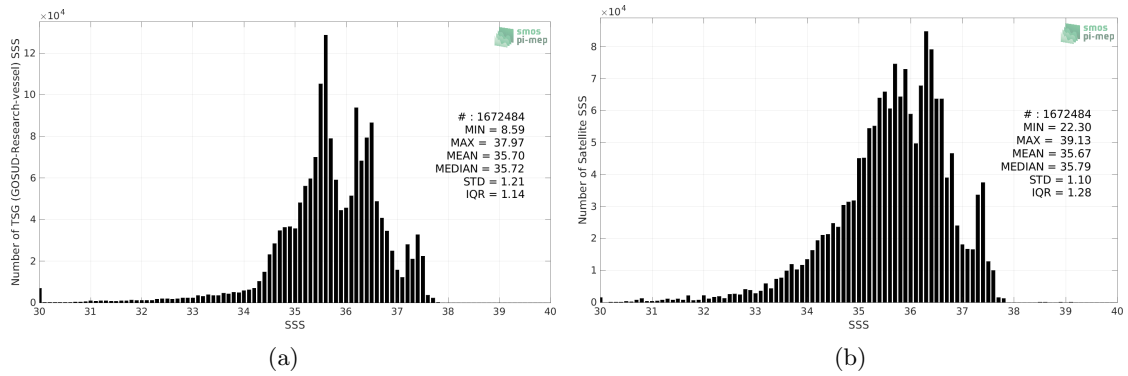 ×10⁴
smos
pi-mep
Number of TSG (GOSUD-Research-vessel) SSS
12
10
8
6
4
2
0
# : 1672484
MIN = 8.59
MAX = 37.97
MEAN = 35.70
MEDIAN = 35.72
STD = 1.21
IQR = 1.14
30 31 32 33 34 35 36 37 38 39 40
SSS
(a)
×10⁴
smos
pi-mep
Number of Satellite SSS
8
7
6
5
4
3
2
1
0
# : 1672484
MIN = 22.30
MAX = 39.13
MEAN = 35.67
MEDIAN = 35.79
STD = 1.10
IQR = 1.28
30 31 32 33 34 35 36 37 38 39 40
SSS
(b)